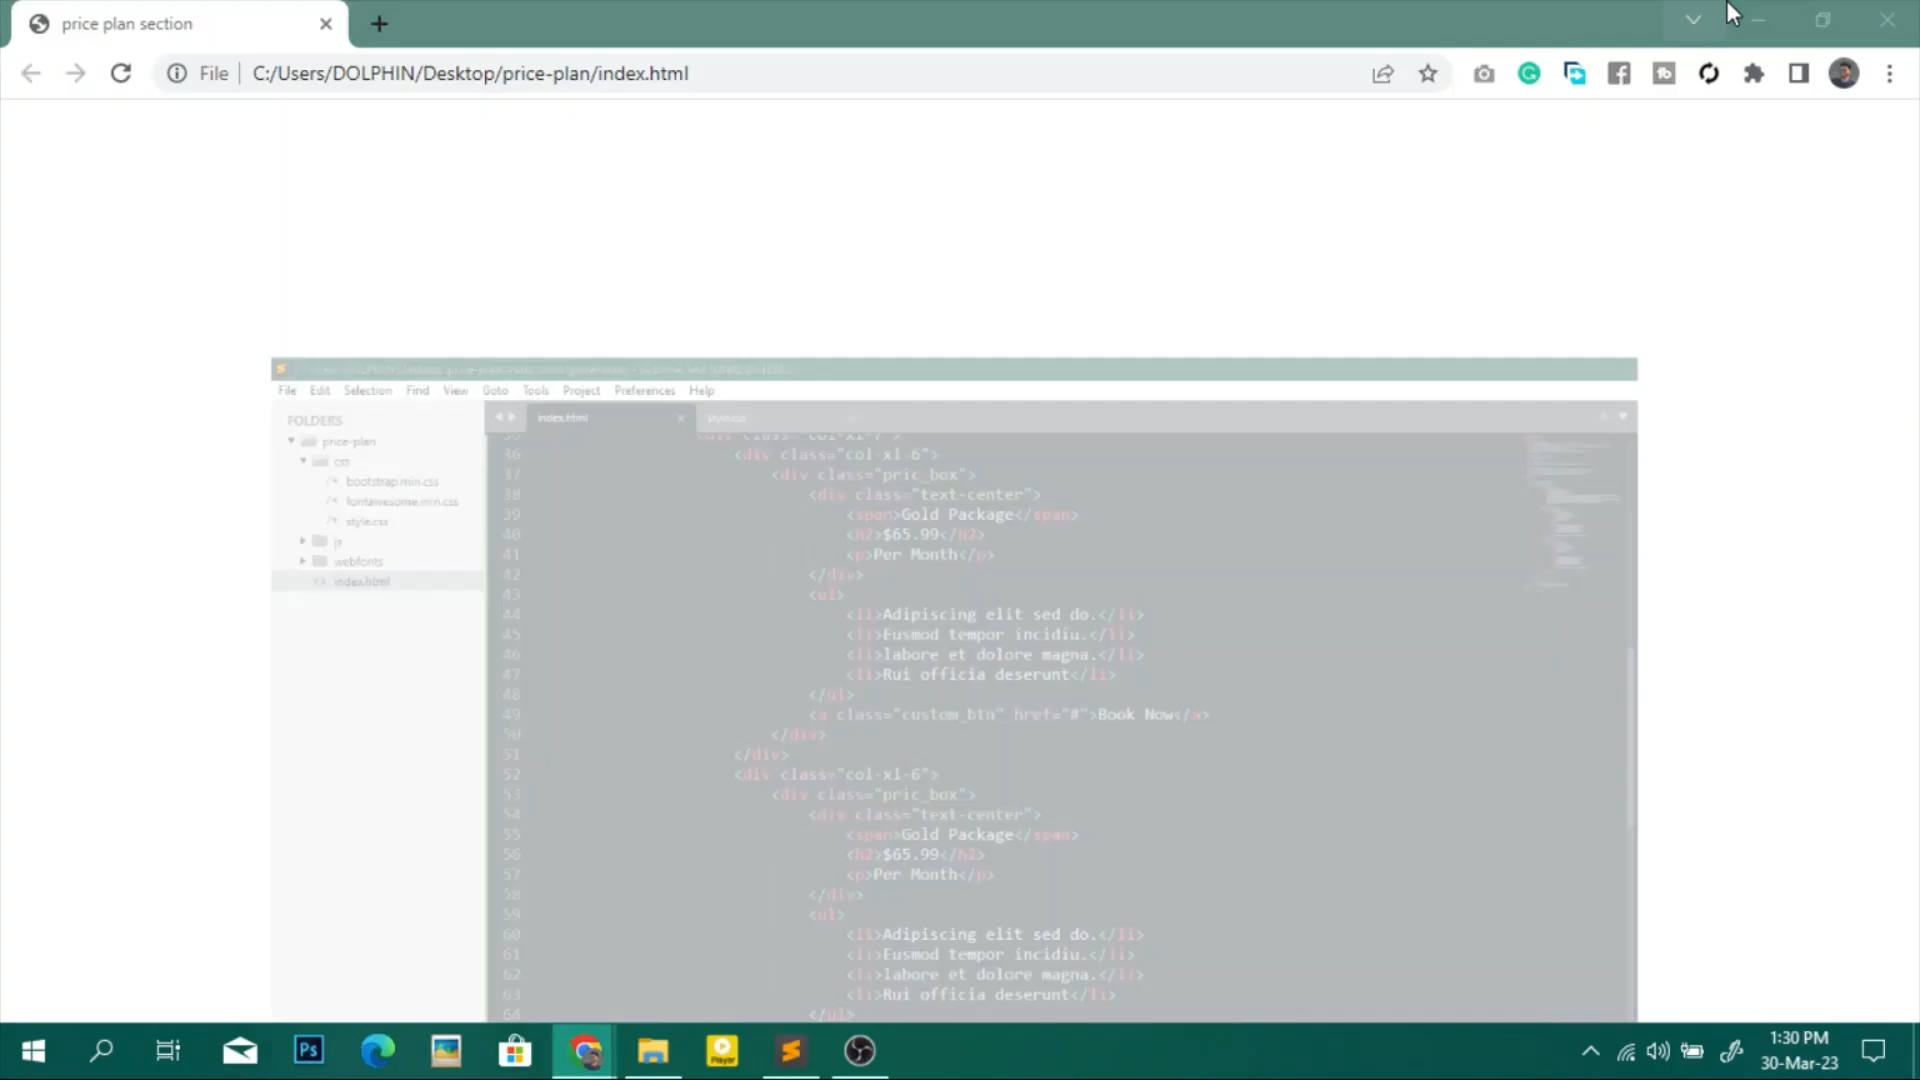 price plan section
File
C:/Users/DOLPHIN/Desktop/price-plan/index.html
File Edit Selection Find View Goto Tools Project Preferences Help
FOLDERS
price-plan
css
bootstrap.min.css
fontawesome.min.css
style.css
js
webfonts
index.html
index.html
style.css
36 <div class="col-xl-6">
37 <div class="pric_box">
38 <div class="text-center">
39 <span>Gold Package</span>
40 <h2>$65.99</h2>
41 <p>Per Month</p>
42 </div>
43 <ul>
44 <li>Adipiscing elit sed do.</li>
45 <li>Eusmod tempor incidiu.</li>
46 <li>labore et dolore magna.</li>
47 <li>Rui officia deserunt</li>
48 </ul>
49 <a class="custom_btn" href="#">Book Now</a>
50 </div>
51 </div>
52 <div class="col-xl-6">
53 <div class="pric_box">
54 <div class="text-center">
55 <span>Gold Package</span>
56 <h2>$65.99</h2>
57 <p>Per Month</p>
58 </div>
59 <ul>
60 <li>Adipiscing elit sed do.</li>
61 <li>Eusmod tempor incidiu.</li>
62 <li>labore et dolore magna.</li>
63 <li>Rui officia deserunt</li>
64 </ul>
Ps
Player
1:30 PM
30-Mar-23